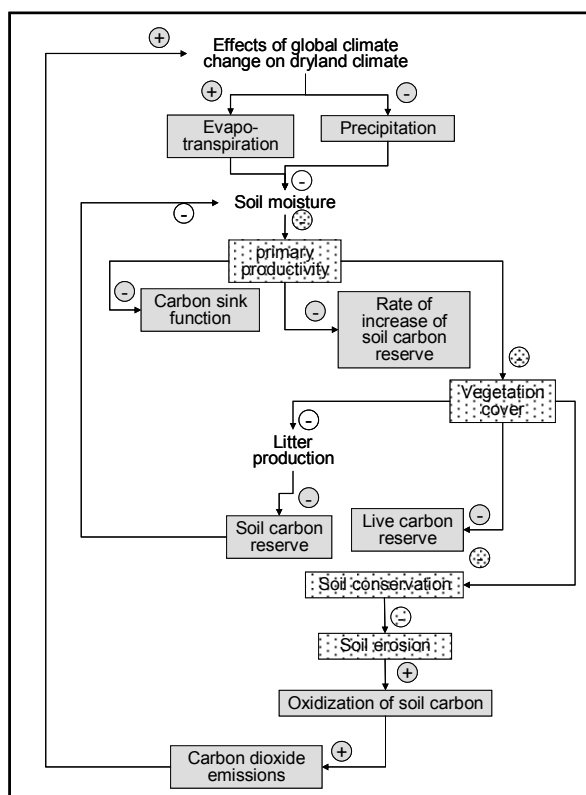 +
Effects of global climate
change on dryland climate
+
-
Evapo-
transpiration
Precipitation
-
Soil moisture
-
-
primary
productivity
-
Carbon sink
function
-
Rate of
increase of
soil carbon
reserve
-
Vegetation
cover
-
Litter
production
-
Soil carbon
reserve
Live carbon
reserve
-
-
Soil conservation
-
Soil erosion
+
Oxidization of soil carbon
+
Carbon dioxide
emissions